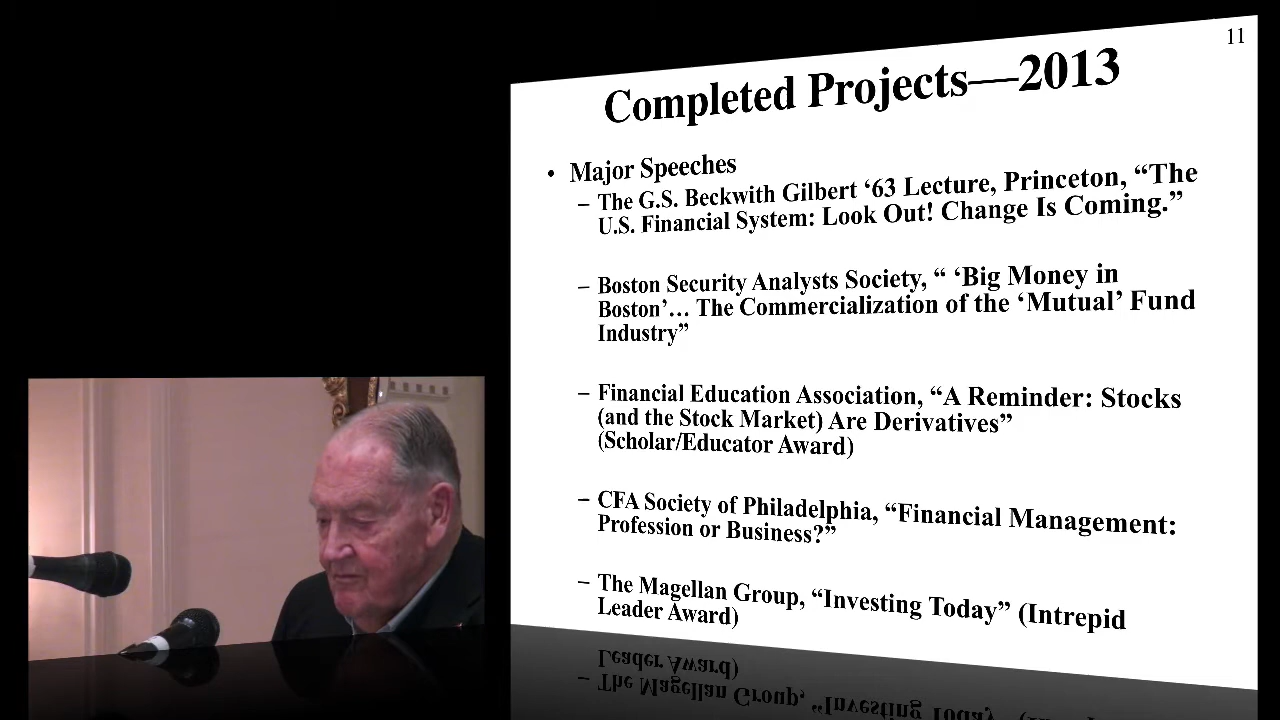 11
Completed Projects—2013
• Major Speeches
– The G.S. Beckwith Gilbert ‘63 Lecture, Princeton, “The
U.S. Financial System: Look Out! Change Is Coming.”
– Boston Security Analysts Society, “ ‘Big Money in
Boston’… The Commercialization of the ‘Mutual’ Fund
Industry”
– Financial Education Association, “A Reminder: Stocks
(and the Stock Market) Are Derivatives”
(Scholar/Educator Award)
– CFA Society of Philadelphia, “Financial Management:
Profession or Business?”
– The Magellan Group, “Investing Today” (Intrepid
Leader Award)